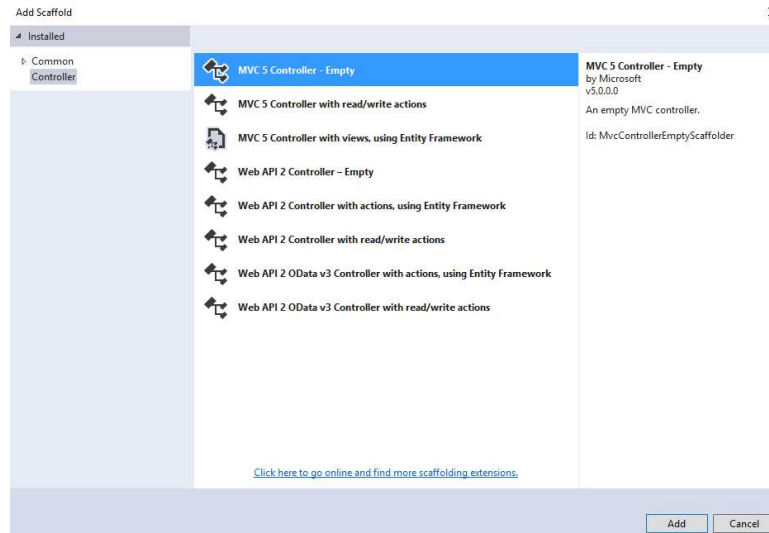 Add Scaffold
Installed
Common
Controller
MVC 5 Controller - Empty
MVC 5 Controller with read/write actions
MVC 5 Controller with views, using Entity Framework
Web API 2 Controller – Empty
Web API 2 Controller with actions, using Entity Framework
Web API 2 Controller with read/write actions
Web API 2 OData v3 Controller with actions, using Entity Framework
Web API 2 OData v3 Controller with read/write actions
Click here to go online and find more scaffolding extensions.
MVC 5 Controller - Empty
by Microsoft
v5.0.0.0
An empty MVC controller.
Id: MvcControllerEmptyScaffolder
Add
Cancel